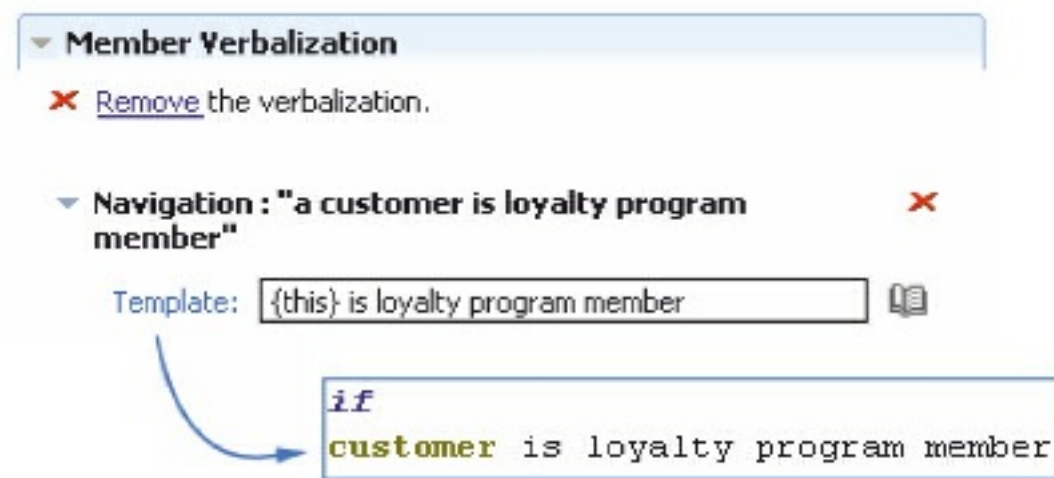 Member Verbalization
Remove the verbalization.
Navigation : "a customer is loyalty program
member"
Template: {this} is loyalty program member
if
customer is loyalty program member